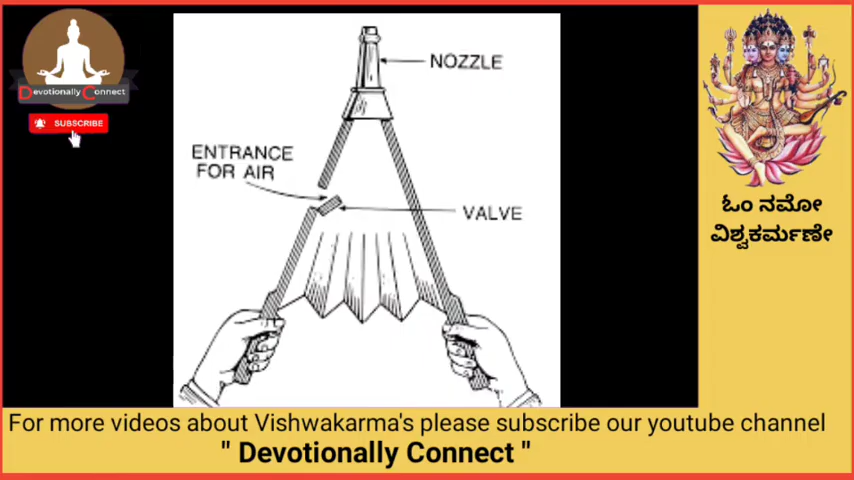 Devotionally Connect
SUBSCRIBE
NOZZLE
ENTRANCE
FOR AIR
VALVE
ಓಂ ನಮೋ
ವಿಶ್ವಕರ್ಮಣೇ
For more videos about Vishwakarma's please subscribe our youtube channel
" Devotionally Connect "